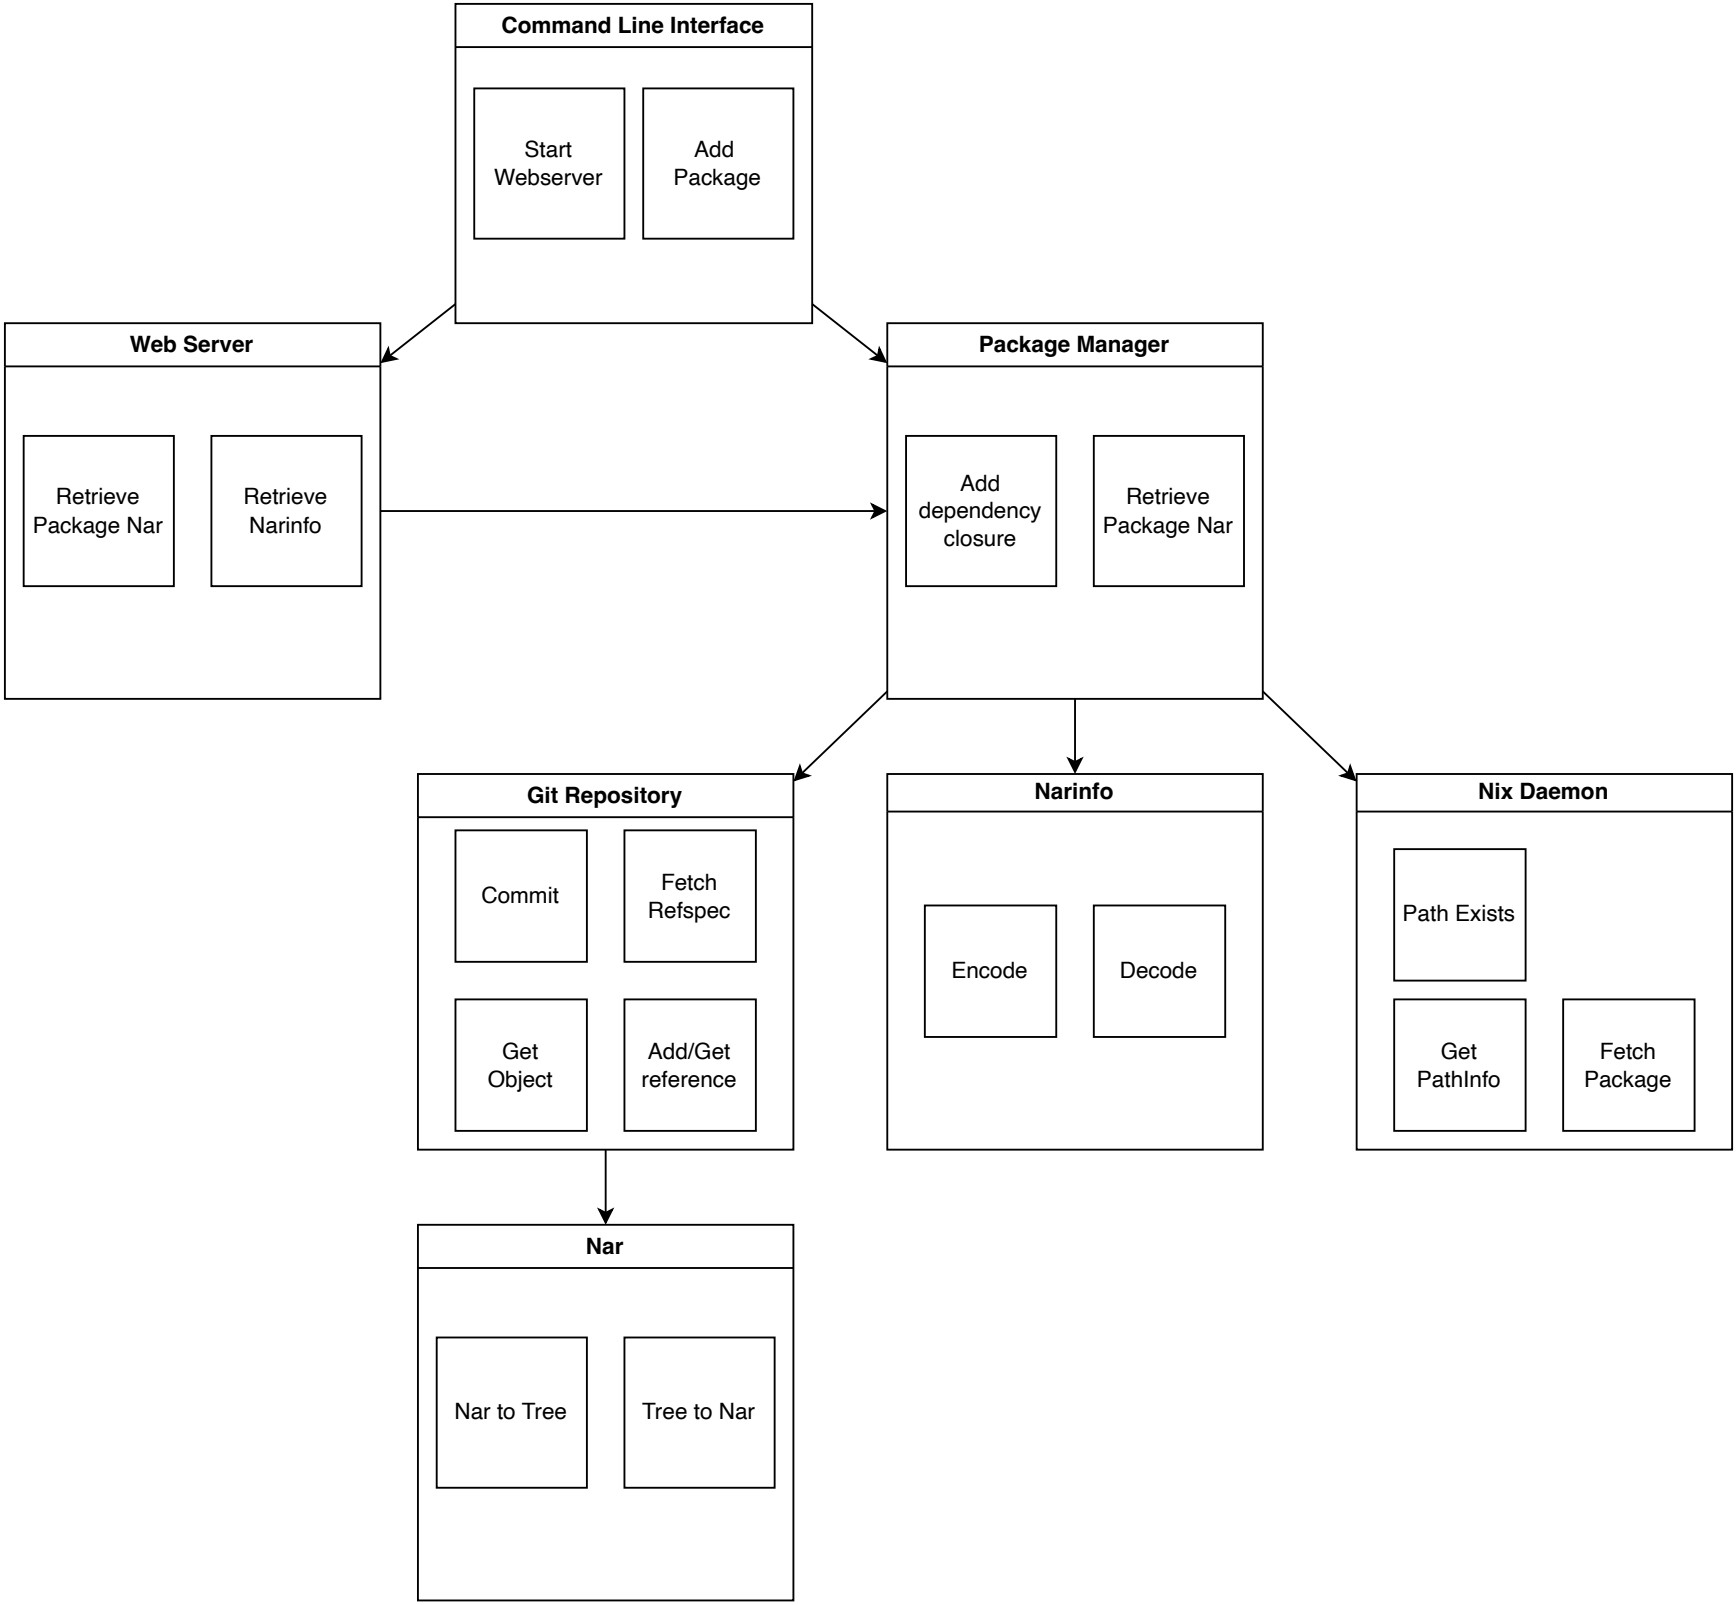 Command Line Interface
Start
Webserver
Add
Package
Web Server
Retrieve
Package Nar
Retrieve
Narinfo
Package Manager
Add
dependency
closure
Retrieve
Package Nar
Git Repository
Commit
Fetch
Refspec
Get
Object
Add/Get
reference
Narinfo
Encode
Decode
Nix Daemon
Path Exists
Get
PathInfo
Fetch
Package
Nar
Nar to Tree
Tree to Nar